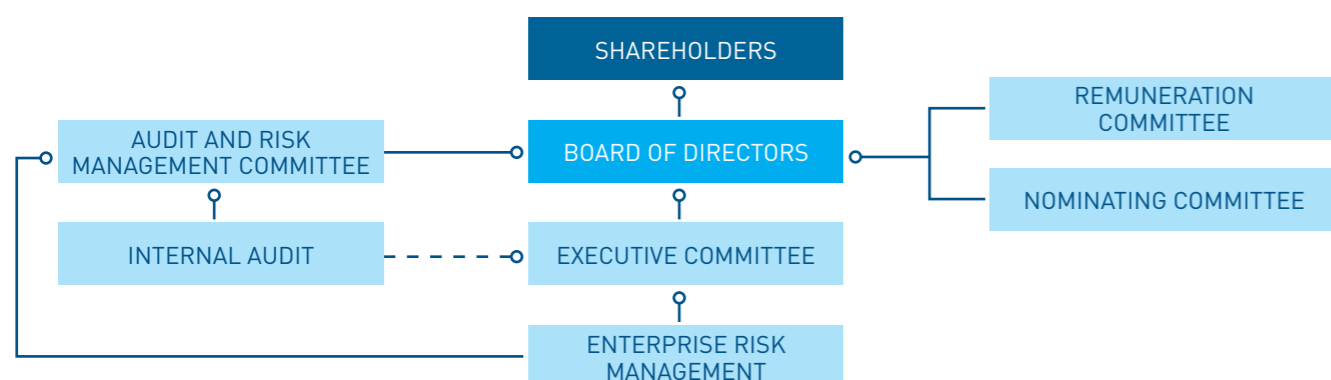 SHAREHOLDERS
REMUNERATION
COMMITTEE
AUDIT AND RISK
MANAGEMENT COMMITTEE
BOARD OF DIRECTORS
NOMINATING COMMITTEE
INTERNAL AUDIT
EXECUTIVE COMMITTEE
ENTERPRISE RISK
MANAGEMENT